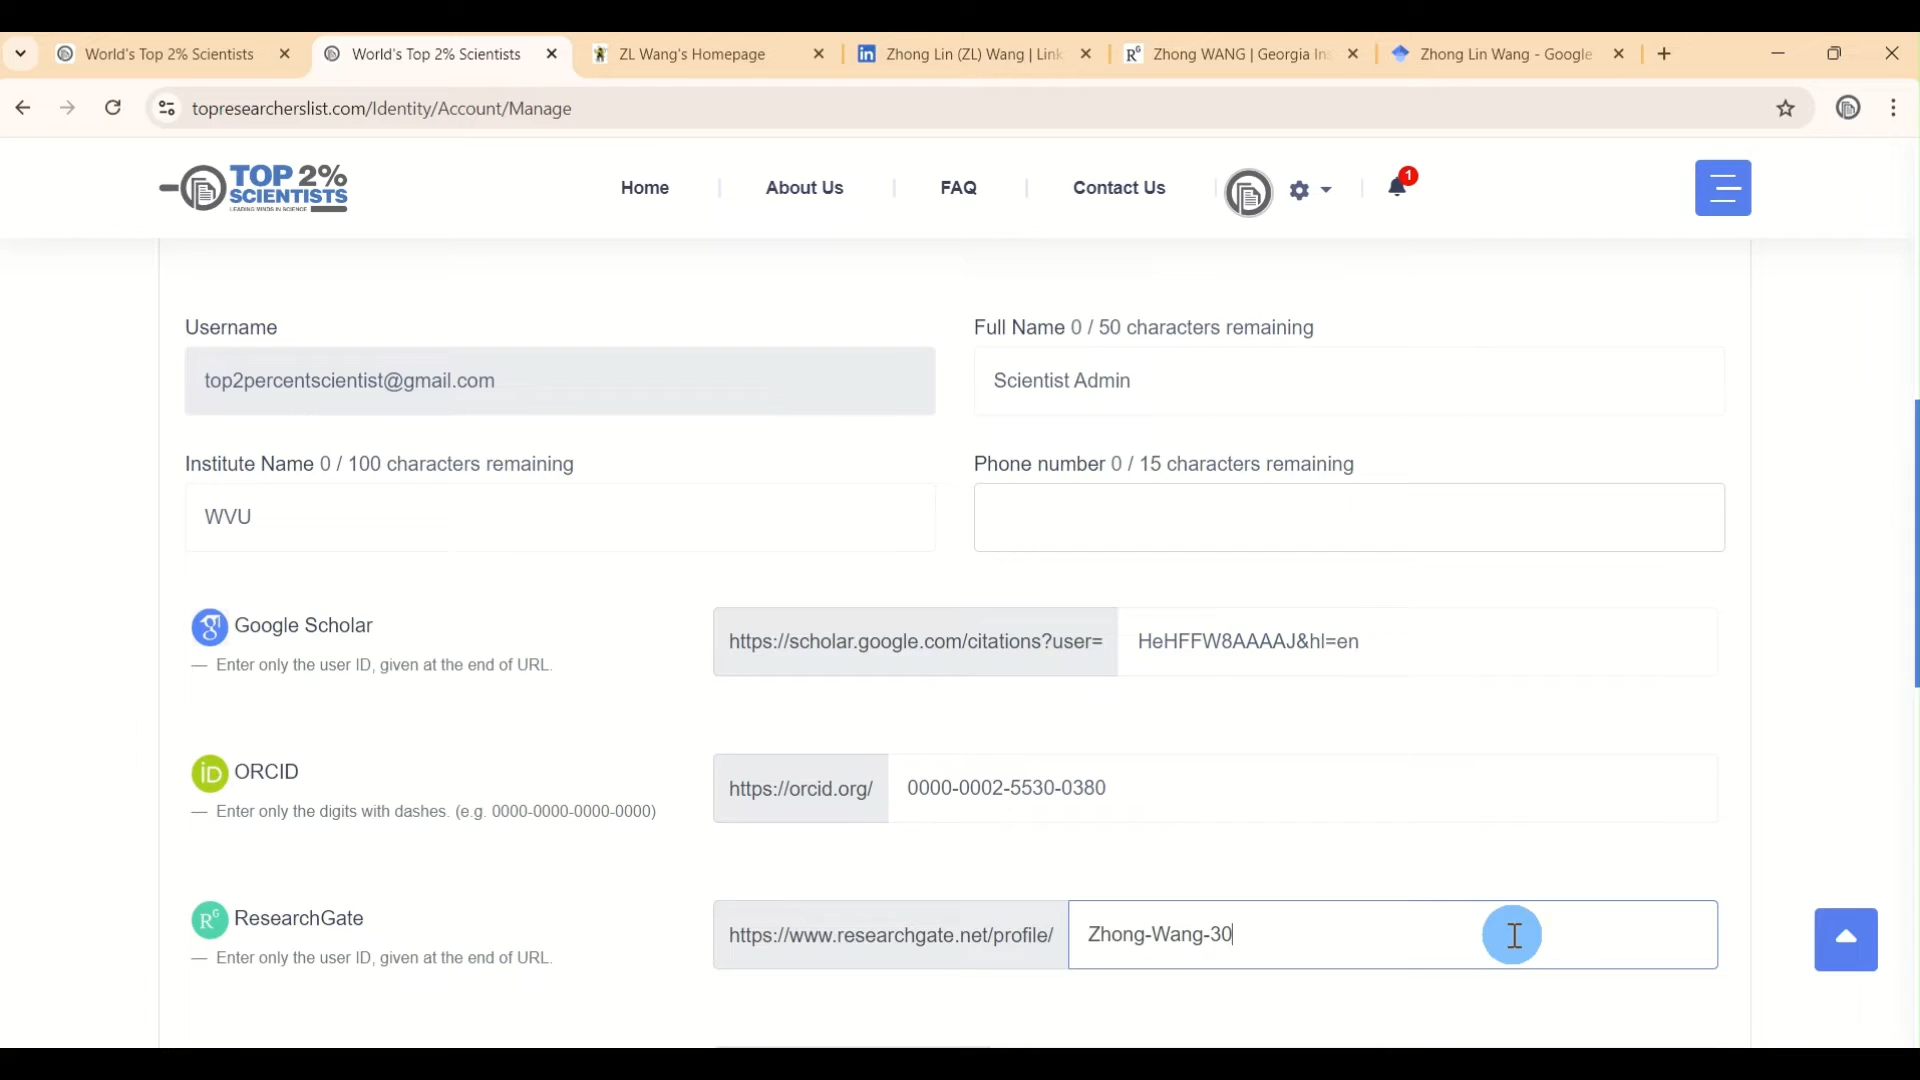 World's Top 2% Scientists
World's Top 2% Scientists
ZL Wang's Homepage
Zhong Lin (ZL) Wang | Link
Zhong WANG | Georgia Ins
Zhong Lin Wang - Google
topresearcherslist.com/Identity/Account/Manage
TOP 2%
SCIENTISTS
LEADING MINDS IN SCIENCE
Home
About Us
FAQ
Contact Us
1
Username
Full Name 0 / 50 characters remaining
top2percentscientist@gmail.com
Scientist Admin
Institute Name 0 / 100 characters remaining
Phone number 0 / 15 characters remaining
WVU
Google Scholar
— Enter only the user ID, given at the end of URL.
https://scholar.google.com/citations?user=
HeHFFW8AAAAJ&hl=en
ORCID
— Enter only the digits with dashes. (e.g. 0000-0000-0000-0000)
https://orcid.org/
0000-0002-5530-0380
ResearchGate
— Enter only the user ID, given at the end of URL.
https://www.researchgate.net/profile/
Zhong-Wang-30